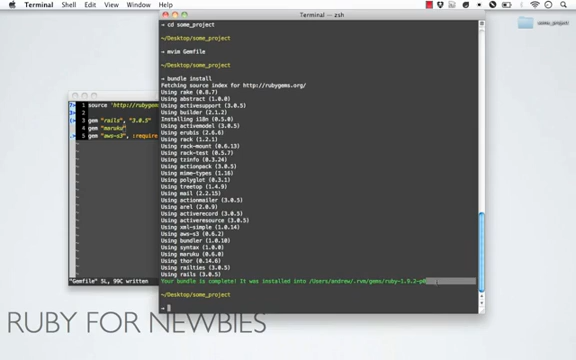 Terminal Shell Edit View Window Help
Terminal — zsh
some_project
→ cd some_project
~/Desktop/some_project
→ mvim Gemfile
~/Desktop/some_project
→ bundle install
Fetching source index for http://rubygems.org/
Using rake (0.8.7)
Using abstract (1.0.0)
Using activesupport (3.0.5)
Using builder (2.1.2)
Installing i18n (0.5.0)
Using activemodel (3.0.5)
Using erubis (2.6.6)
Using rack (1.2.1)
Using rack-mount (0.6.13)
Using rack-test (0.5.7)
Using tzinfo (0.3.24)
Using actionpack (3.0.5)
Using mime-types (1.16)
Using polyglot (0.3.1)
Using treetop (1.4.9)
Using mail (2.2.15)
Using actionmailer (3.0.5)
Using arel (2.0.9)
Using activerecord (3.0.5)
Using activeresource (3.0.5)
Using xml-simple (1.0.14)
Using aws-s3 (0.6.2)
Using bundler (1.0.10)
Using syntax (1.0.0)
Using maruku (0.6.0)
Using thor (0.14.6)
Using railties (3.0.5)
Using rails (3.0.5)
Your bundle is complete! It was installed into /Users/andrew/.rvm/gems/ruby-1.9.2-p0
~/Desktop/some_project
→
1 source 'http://rubygems
2
3 gem "rails", "3.0.5"
4 gem "maruku"
5 gem "aws-s3", :require
"Gemfile" 5L, 99C written
RUBY FOR NEWBIES